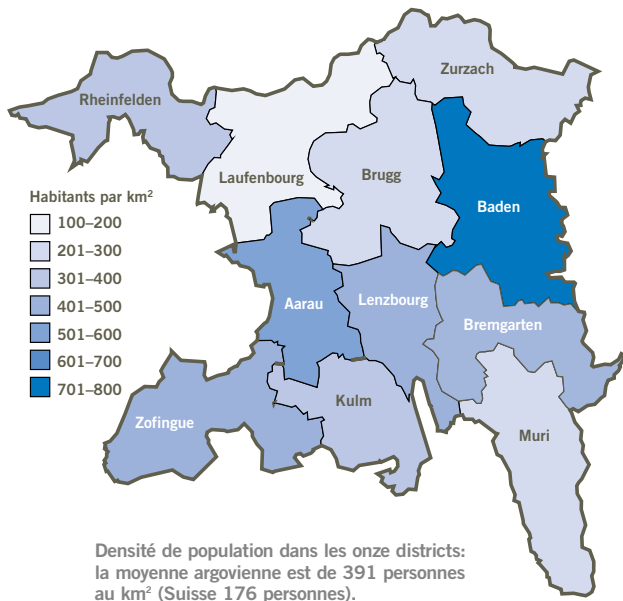 Zurzach
Rheinfelden
Laufenbourg
Brugg
Baden
Habitants par km²
100–200
201–300
301–400
401–500
501–600
601–700
701–800
Aarau
Lenzbourg
Bremgarten
Kulm
Zofingue
Muri
Densité de population dans les onze districts:
la moyenne argovienne est de 391 personnes
au km² (Suisse 176 personnes).